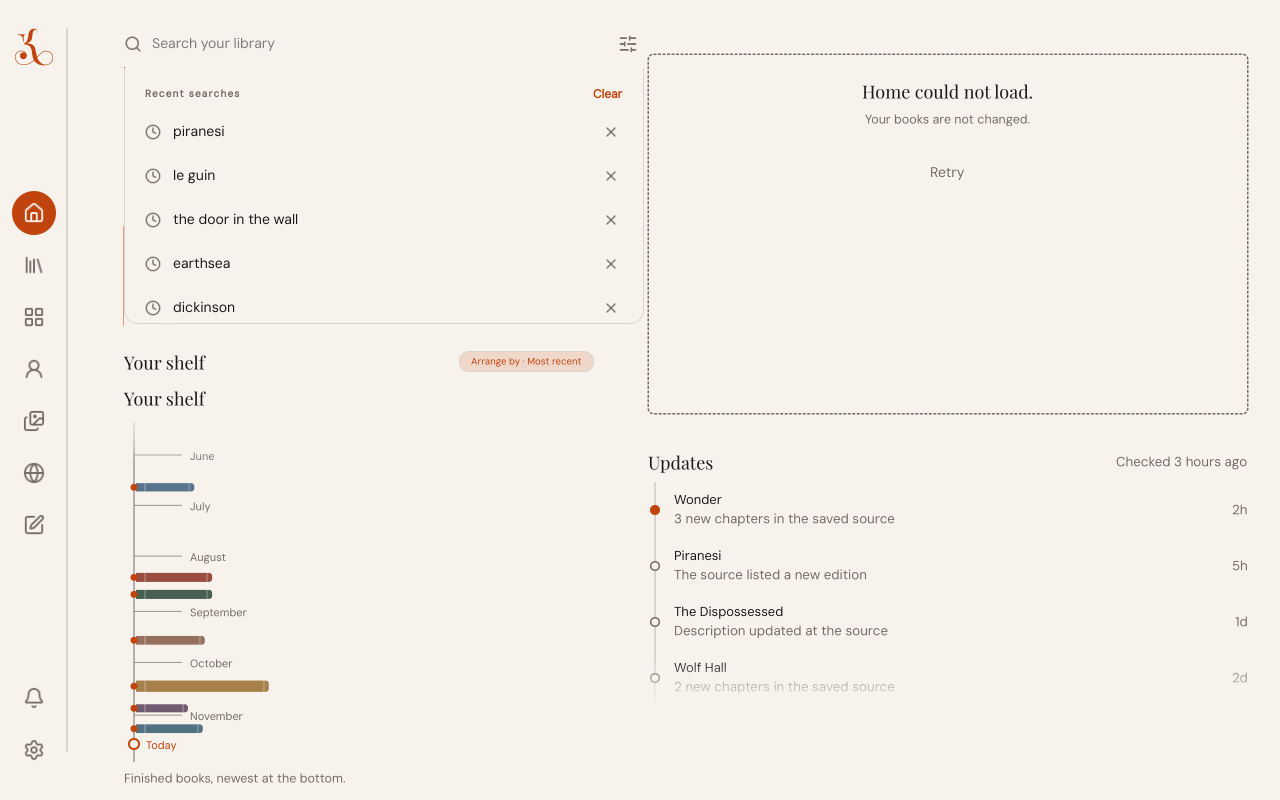 Search your library
Recent searches
Clear
piranesi
le guin
the door in the wall
earthsea
dickinson
Your shelf
Arrange by · Most recent
Your shelf
June
July
August
September
October
November
Today
Finished books, newest at the bottom.
Home could not load.
Your books are not changed.
Retry
Updates
Checked 3 hours ago
Wonder
3 new chapters in the saved source
2h
Piranesi
The source listed a new edition
5h
The Dispossessed
Description updated at the source
1d
Wolf Hall
2 new chapters in the saved source
2d